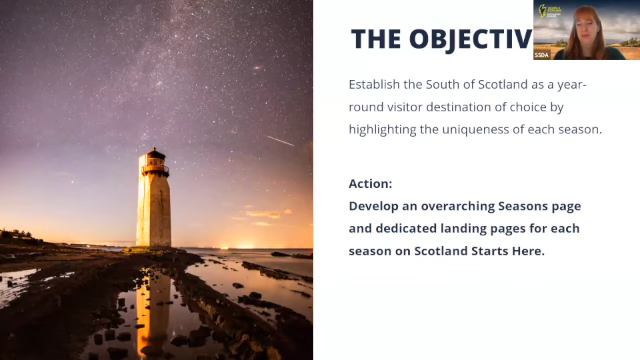 THE OBJECTIV
SSDA
Establish the South of Scotland as a year-
round visitor destination of choice by
highlighting the uniqueness of each season.
Action:
Develop an overarching Seasons page
and dedicated landing pages for each
season on Scotland Starts Here.